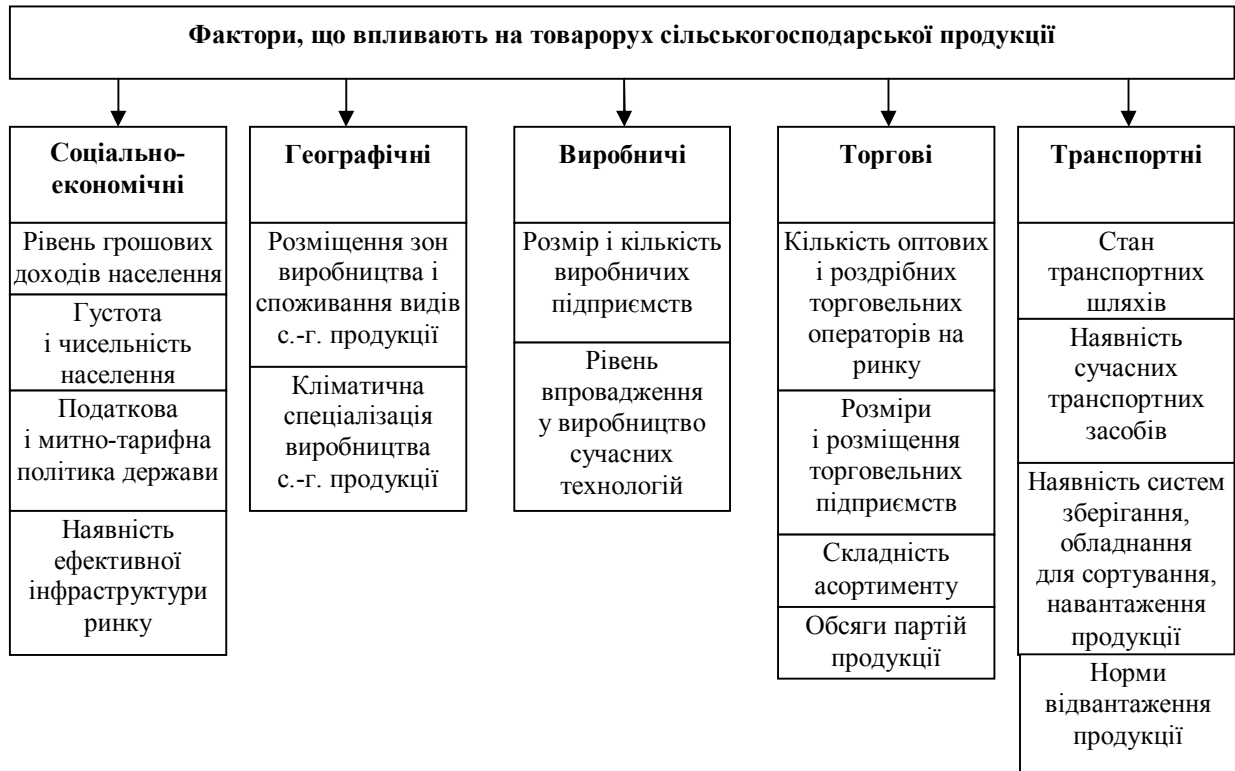 Фактори, що впливають на товарорух сільськогосподарської продукції
Соціально-
економічні
Рівень грошових
доходів населення
Густота
і чисельність
населення
Податкова
і митно-тарифна
політика держави
Наявність
ефективної
інфраструктури
ринку
Географічні
Розміщення зон
виробництва і
споживання видів
с.-г. продукції
Кліматична
спеціалізація
виробництва
с.-г. продукції
Виробничі
Розмір і кількість
виробничих
підприємств
Рівень
впровадження
у виробництво
сучасних
технологій
Торгові
Кількість оптових
і роздрібних
торговельних
операторів на
ринку
Розміри
і розміщення
торговельних
підприємств
Складність
асортименту
Обсяги партій
продукції
Транспортні
Стан
транспортних
шляхів
Наявність
сучасних
транспортних
засобів
Наявність систем
зберігання,
обладнання
для сортування,
навантаження
продукції
Норми
відвантаження
продукції